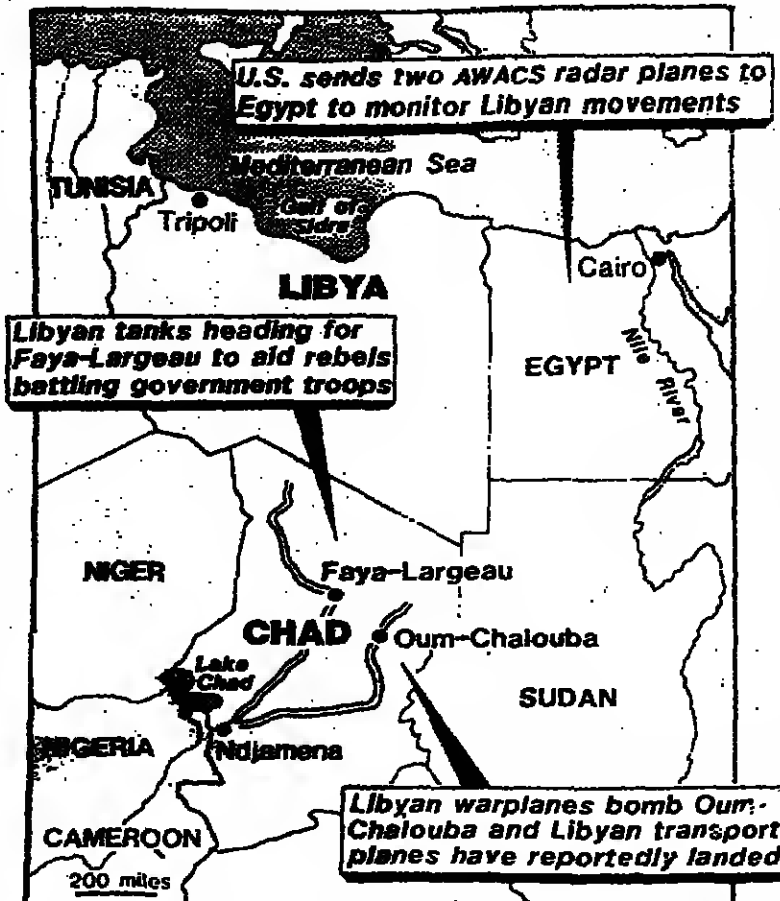 U.S. sends two AWACS radar planes to
Egypt to monitor Libyan movements
Mediterranean Sea
TUNISIA
Gulf of
Sidra
Tripoli
Cairo
LIBYA
Libyan tanks heading for
Faya-Largeau to aid rebels
battling government troops
EGYPT
Nile
River
NIGER
Faya-Largeau
CHAD
Oum-Chalouba
Lake
Chad
SUDAN
NIGERIA
Ndjamena
Libyan warplanes bomb Oum-
Chalouba and Libyan transport
planes have reportedly landed
CAMEROON
200 miles